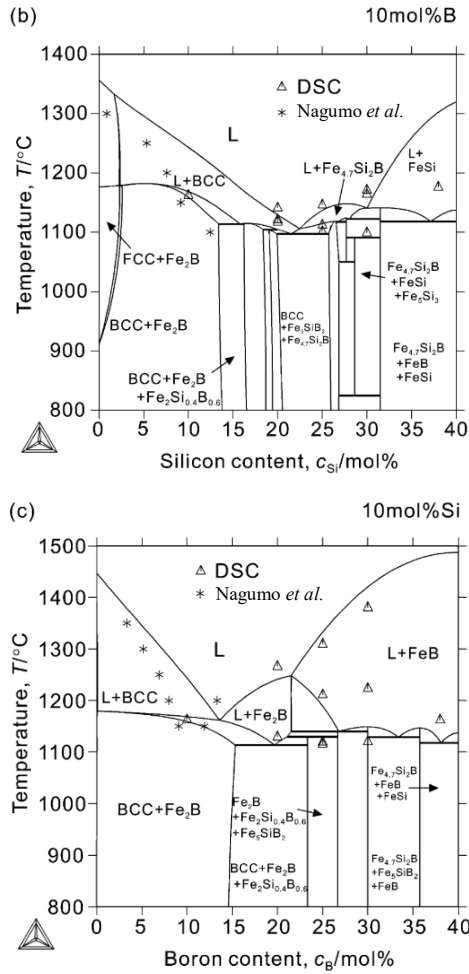 (b)
10mol%B
1400
1300
1200
1100
1000
900
800
Temperature, T/°C
DSC
Nagumo et al.
L
L+
FeSi
L+Fe4.7Si2B
L+BCC
FCC+Fe2B
BCC+Fe2B
BCC+Fe2B
+Fe2Si0.4B0.6
BCC
+Fe5SiB2
+Fe4.7Si2B
Fe4.7Si2B
+FeSi
+Fe5Si3
Fe4.7Si2B
+FeB
+FeSi
0 5 10 15 20 25 30 35 40
Silicon content, cSi/mol%
(c)
10mol%Si
1500
1400
1300
1200
1100
1000
900
800
Temperature, T/°C
DSC
Nagumo et al.
L
L+FeB
L+BCC
L+Fe2B
BCC+Fe2B
Fe2B
+Fe2Si0.4B0.6
+Fe5SiB2
BCC+Fe2B
+Fe2Si0.4B0.6
Fe4.7Si2B
+FeB
+FeSi
Fe4.7Si2B
+Fe5SiB2
+FeB
0 5 10 15 20 25 30 35 40
Boron content, cB/mol%